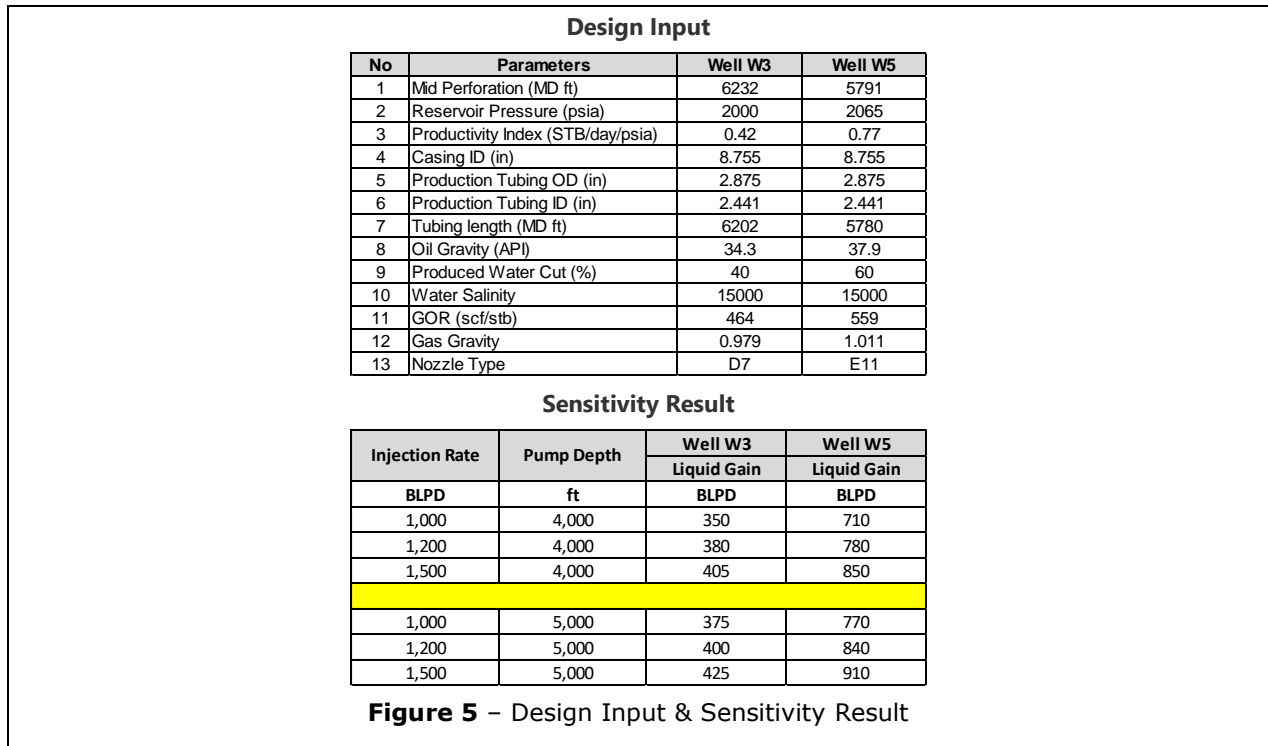 Design Input
No Parameters Well W3 Well W5
1 Mid Perforation (MD ft) 6232 5791
2 Reservoir Pressure (psia) 2000 2065
3 Productivity Index (STB/day/psia) 0.42 0.77
4 Casing ID (in) 8.755 8.755
5 Production Tubing OD (in) 2.875 2.875
6 Production Tubing ID (in) 2.441 2.441
7 Tubing length (MD ft) 6202 5780
8 Oil Gravity (API) 34.3 37.9
9 Produced Water Cut (%) 40 60
10 Water Salinity 15000 15000
11 GOR (scf/stb) 464 559
12 Gas Gravity 0.979 1.011
13 Nozzle Type D7 E11
Sensitivity Result
Injection Rate Pump Depth Well W3 Well W5
Liquid Gain Liquid Gain
BLPD ft BLPD BLPD
1,000 4,000 350 710
1,200 4,000 380 780
1,500 4,000 405 850
1,000 5,000 375 770
1,200 5,000 400 840
1,500 5,000 425 910
Figure 5 – Design Input & Sensitivity Result